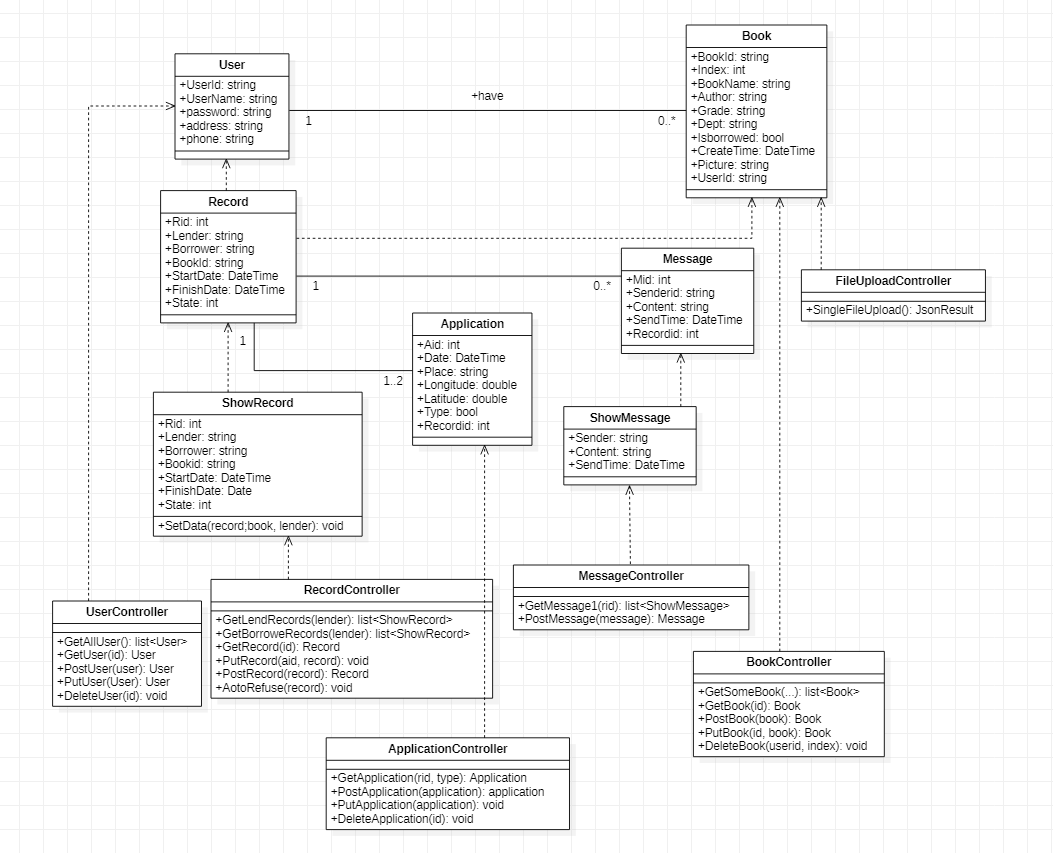 User
+UserId: string
+UserName: string
+password: string
+address: string
+phone: string
+have
1
0..*
Book
+BookId: string
+Index: int
+BookName: string
+Author: string
+Grade: string
+Dept: string
+Isborrowed: bool
+CreateTime: DateTime
+Picture: string
+UserId: string
Record
+Rid: int
+Lender: string
+Borrower: string
+BookId: string
+StartDate: DateTime
+FinishDate: DateTime
+State: int
1
0..*
Message
+Mid: int
+Senderid: string
+Content: string
+SendTime: DateTime
+Recordid: int
FileUploadController
+SingleFileUpload(): JsonResult
1
1..2
Application
+Aid: int
+Date: DateTime
+Place: string
+Longitude: double
+Latitude: double
+Type: bool
+Recordid: int
ShowRecord
+Rid: int
+Lender: string
+Borrower: string
+Bookid: string
+StartDate: DateTime
+FinishDate: Date
+State: int
+SetData(record;book, lender): void
ShowMessage
+Sender: string
+Content: string
+SendTime: DateTime
UserController
+GetAllUser(): list<User>
+GetUser(id): User
+PostUser(user): User
+PutUser(User): User
+DeleteUser(id): void
RecordController
+GetLendRecords(lender): list<ShowRecord>
+GetBorroweRecords(lender): list<ShowRecord>
+GetRecord(id): Record
+PutRecord(aid, record): void
+PostRecord(record): Record
+AotoRefuse(record): void
MessageController
+GetMessage1(rid): list<ShowMessage>
+PostMessage(message): Message
BookController
+GetSomeBook(...): list<Book>
+GetBook(id): Book
+PostBook(book): Book
+PutBook(id, book): Book
+DeleteBook(userid, index): void
ApplicationController
+GetApplication(rid, type): Application
+PostApplication(application): application
+PutApplication(application): void
+DeleteApplication(id): void